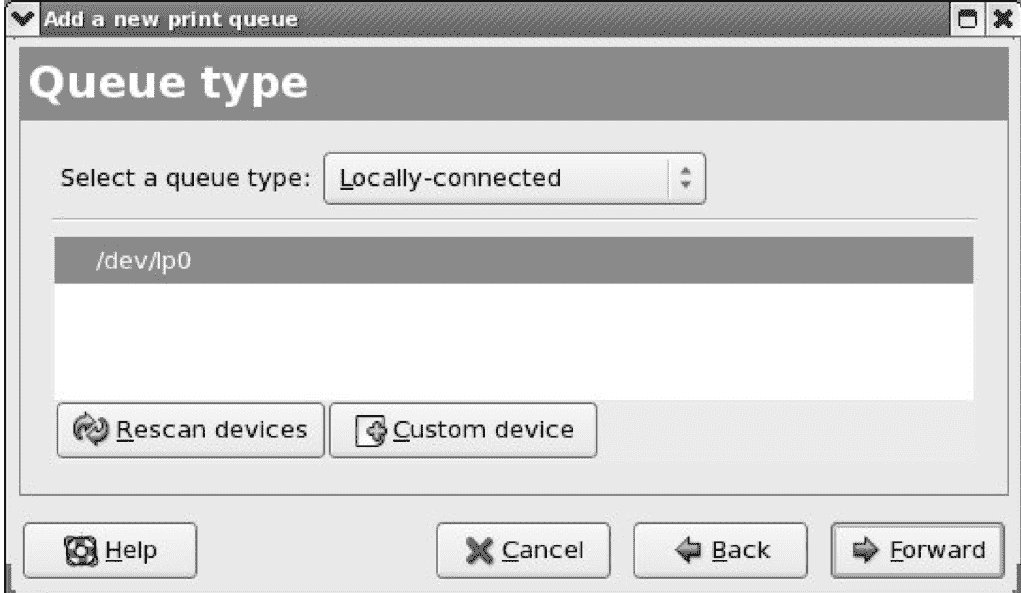 Add a new print queue
Queue type
Select a queue type: Locally-connected
/dev/lp0
Rescan devices Custom device
Help Cancel Back Forward